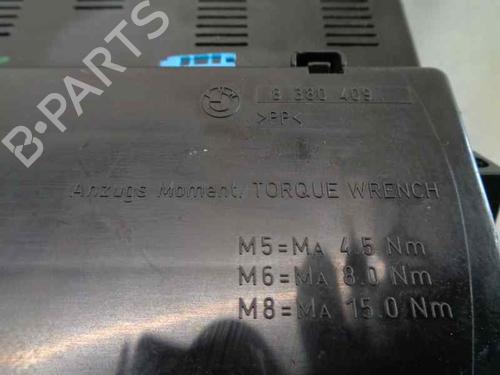 8 380 409
>PP<
Anzugs Moment/TORQUE WRENCH
M5=MA 4.5 Nm
M6=MA 8.0 Nm
M8=MA 15.0 Nm
B-PARTS